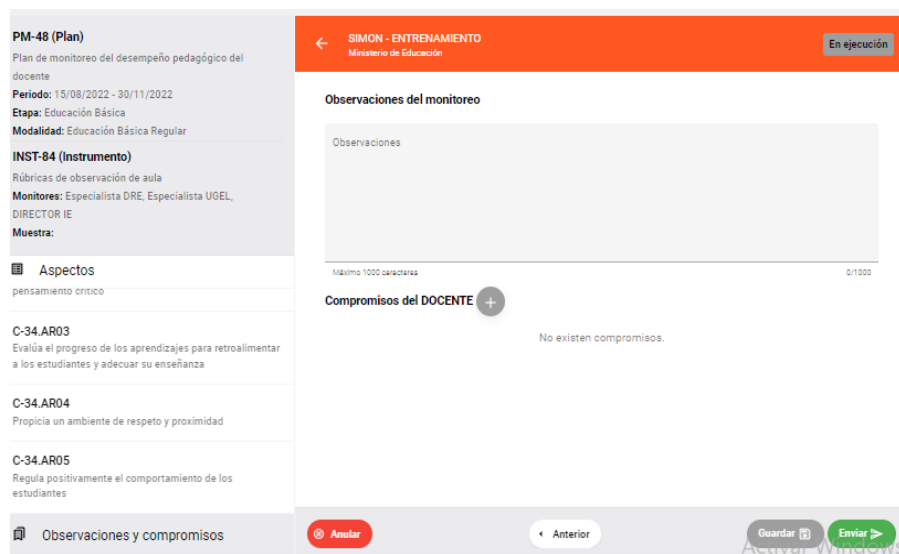 PM-48 (Plan)
Plan de monitoreo del desempeño pedagógico del
docente
Periodo: 15/08/2022 - 30/11/2022
Etapa: Educación Básica
Modalidad: Educación Básica Regular
INST-84 (Instrumento)
Rúbricas de observación de aula
Monitores: Especialista DRE, Especialista UGEL,
DIRECTOR IE
Muestra:
Aspectos
pensamiento crítico
C-34.AR03
Evalúa el progreso de los aprendizajes para retroalimentar
a los estudiantes y adecuar su enseñanza
C-34.AR04
Propicia un ambiente de respeto y proximidad
C-34.AR05
Regula positivamente el comportamiento de los
estudiantes
Observaciones y compromisos
SIMON - ENTRENAMIENTO
Ministerio de Educación
En ejecución
Observaciones del monitoreo
Observaciones
Máximo 1000 caracteres 0/1000
Compromisos del DOCENTE +
No existen compromisos.
Anular Anterior Guardar Enviar
Activar Windows